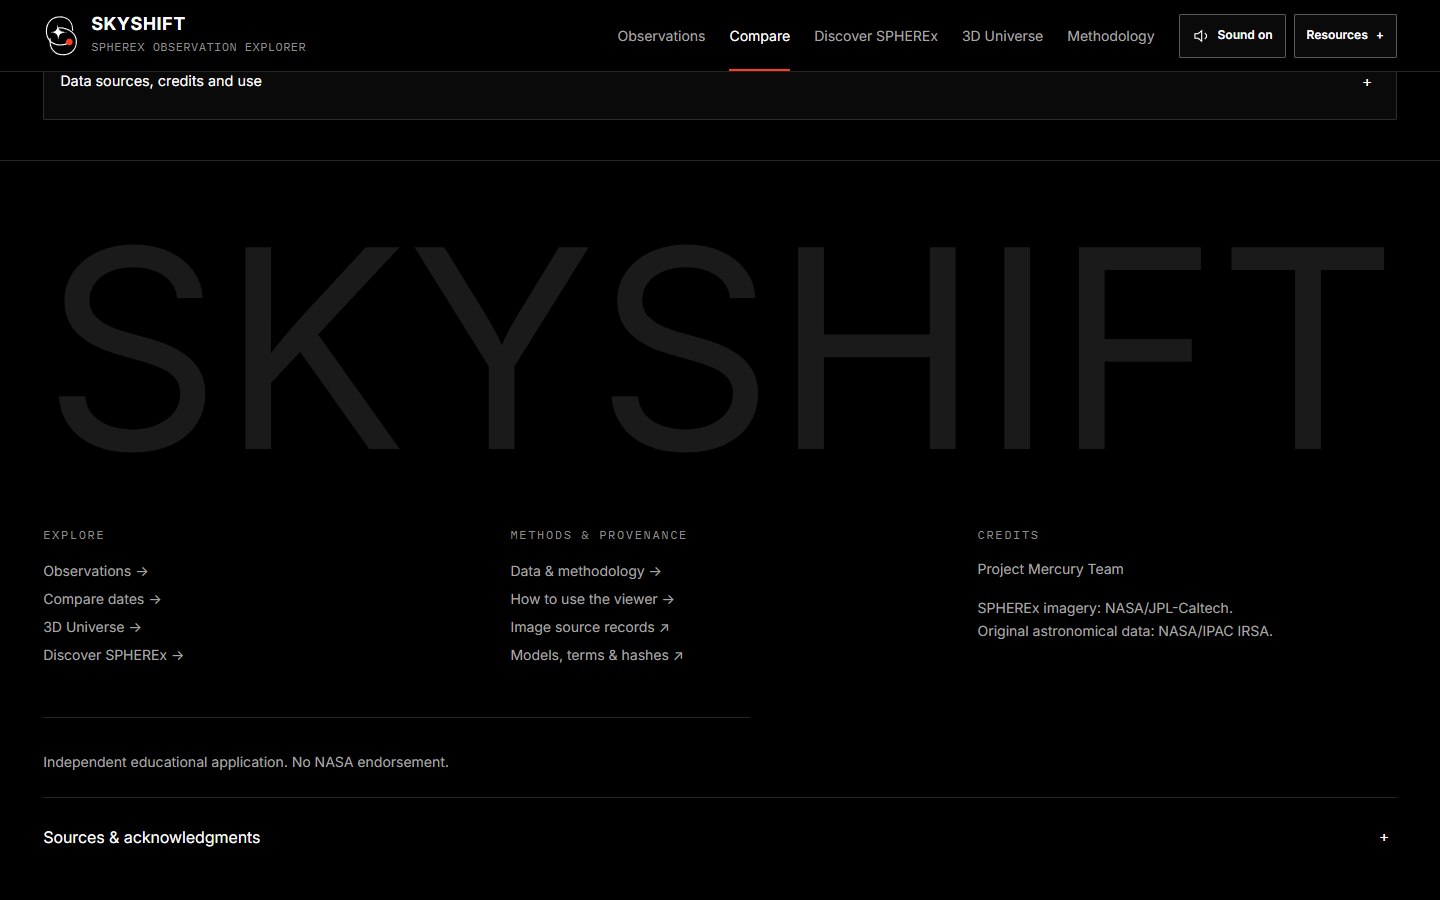 SKYSHIFT
SPHEREX OBSERVATION EXPLORER
Observations
Compare
Discover SPHEREx
3D Universe
Methodology
Sound on
Resources +
Data sources, credits and use +
SKYSHIFT
EXPLORE
Observations →
Compare dates →
3D Universe →
Discover SPHEREx →
METHODS & PROVENANCE
Data & methodology →
How to use the viewer →
Image source records ↗
Models, terms & hashes ↗
CREDITS
Project Mercury Team
SPHEREx imagery: NASA/JPL-Caltech.
Original astronomical data: NASA/IPAC IRSA.
Independent educational application. No NASA endorsement.
Sources & acknowledgments +